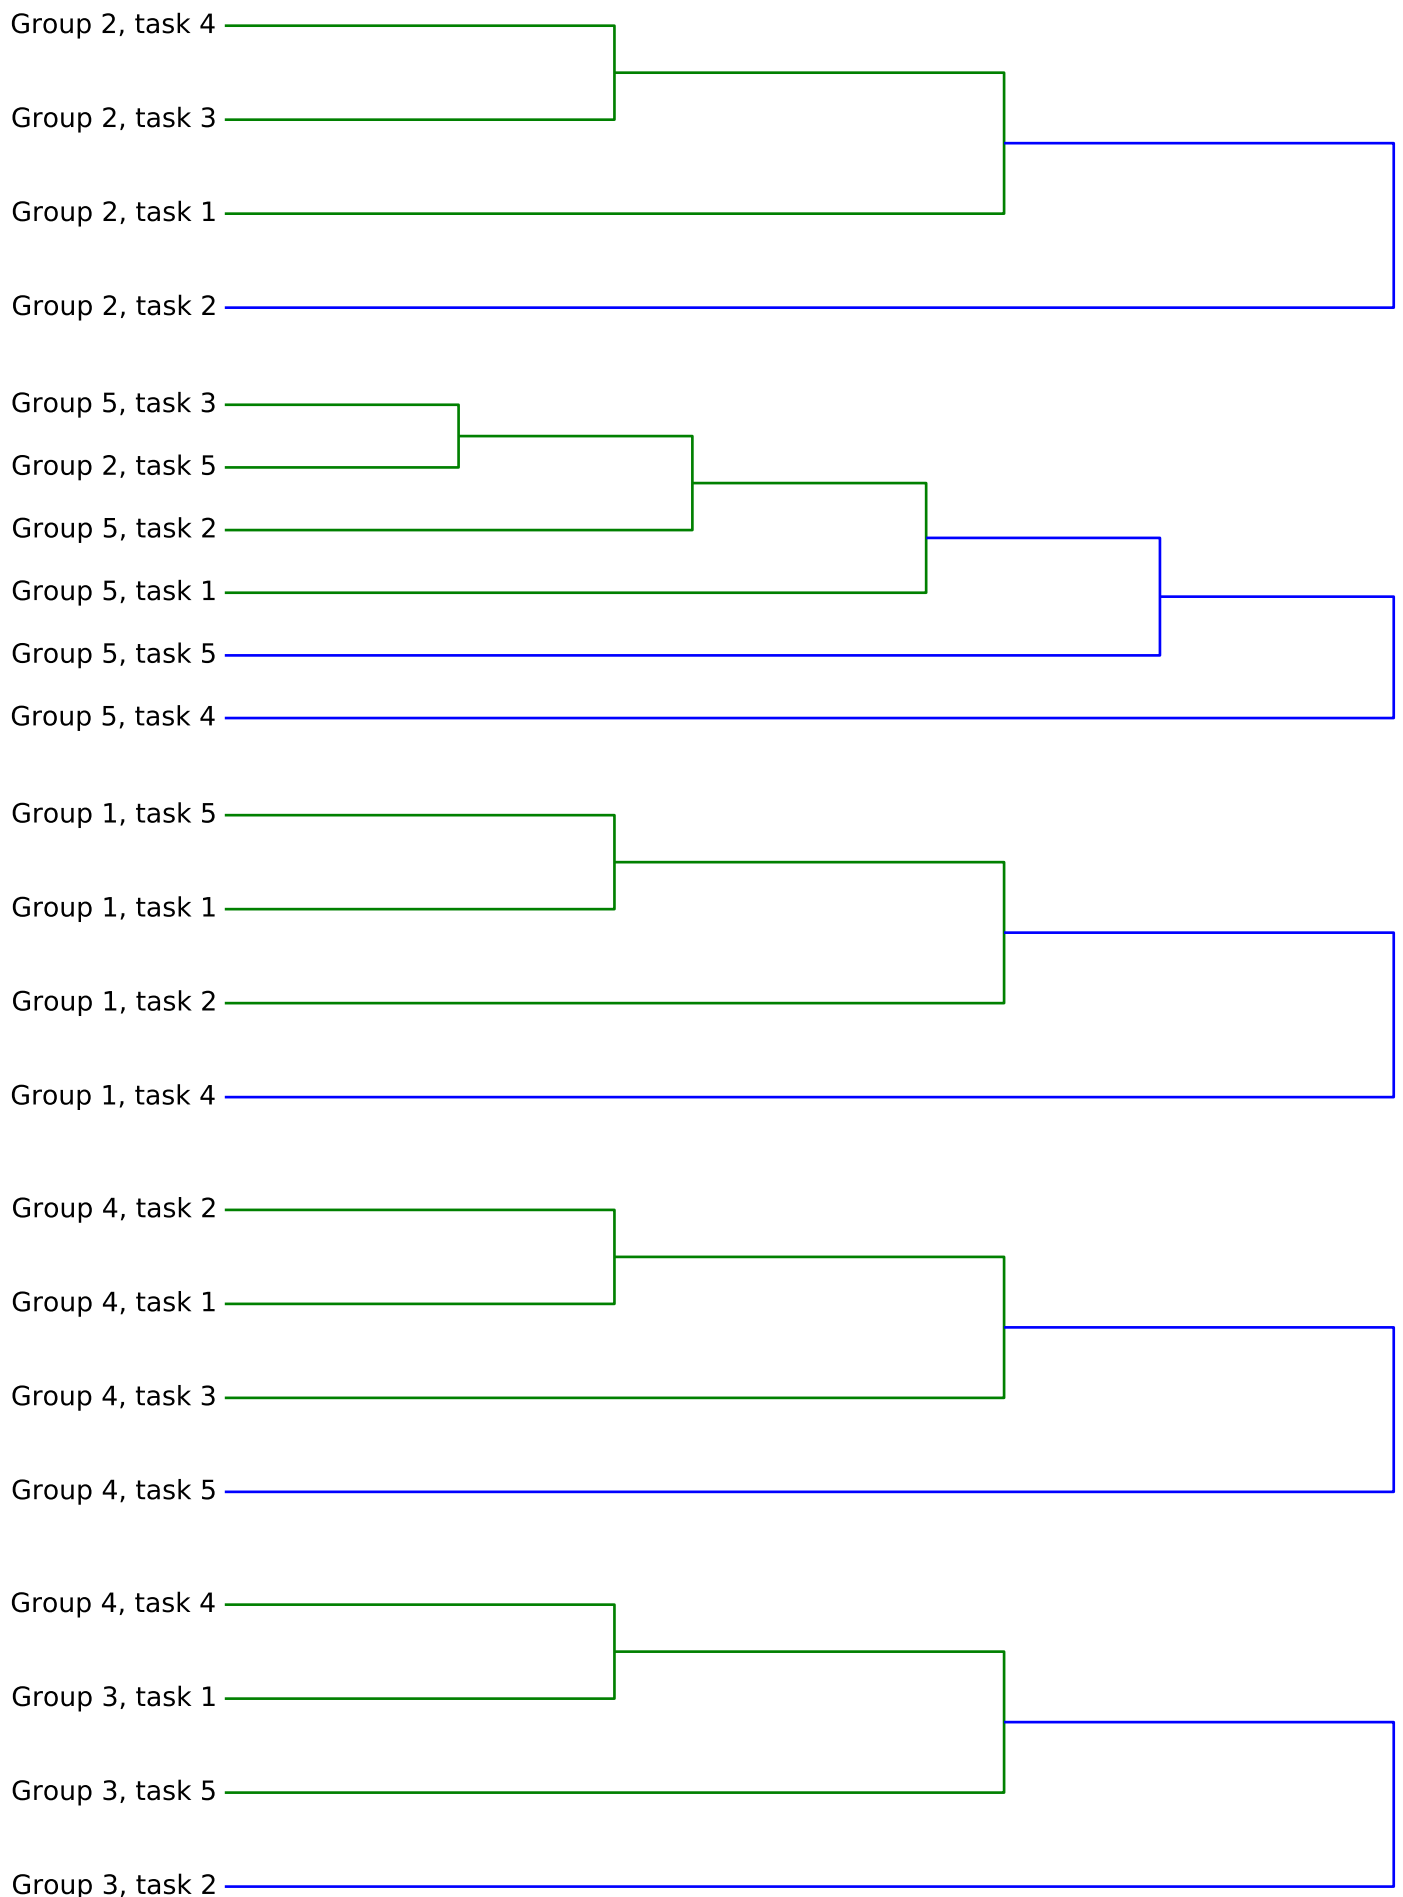 Group 2, task 4
Group 2, task 3
Group 2, task 1
Group 2, task 2
Group 5, task 3
Group 2, task 5
Group 5, task 2
Group 5, task 1
Group 5, task 5
Group 5, task 4
Group 1, task 5
Group 1, task 1
Group 1, task 2
Group 1, task 4
Group 4, task 2
Group 4, task 1
Group 4, task 3
Group 4, task 5
Group 4, task 4
Group 3, task 1
Group 3, task 5
Group 3, task 2